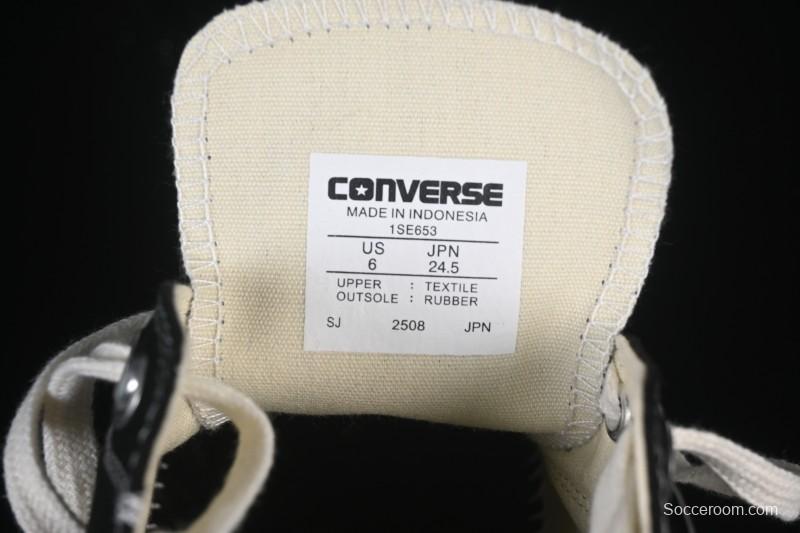 CONVERSE
MADE IN INDONESIA
1SE653
US JPN
6 24.5
UPPER : TEXTILE
OUTSOLE : RUBBER
SJ 2508 JPN
Socceroom.com